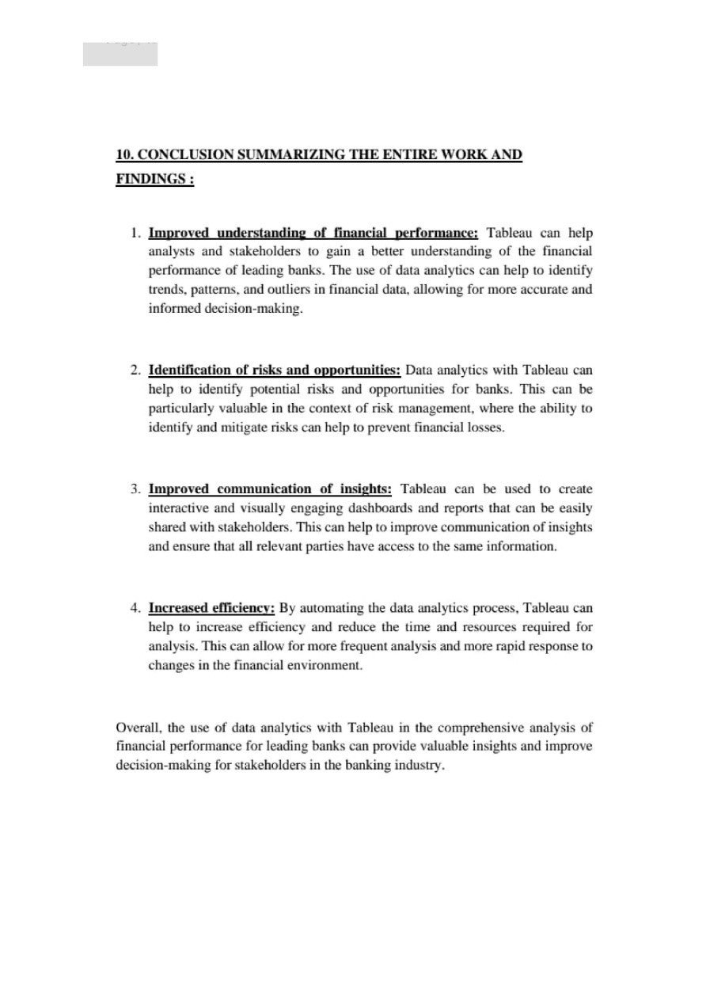 10. CONCLUSION SUMMARIZING THE ENTIRE WORK AND
FINDINGS :
1. Improved understanding of financial performance: Tableau can help
analysts and stakeholders to gain a better understanding of the financial
performance of leading banks. The use of data analytics can help to identify
trends, patterns, and outliers in financial data, allowing for more accurate and
informed decision-making.
2. Identification of risks and opportunities: Data analytics with Tableau can
help to identify potential risks and opportunities for banks. This can be
particularly valuable in the context of risk management, where the ability to
identify and mitigate risks can help to prevent financial losses.
3. Improved communication of insights: Tableau can be used to create
interactive and visually engaging dashboards and reports that can be easily
shared with stakeholders. This can help to improve communication of insights
and ensure that all relevant parties have access to the same information.
4. Increased efficiency: By automating the data analytics process, Tableau can
help to increase efficiency and reduce the time and resources required for
analysis. This can allow for more frequent analysis and more rapid response to
changes in the financial environment.
Overall, the use of data analytics with Tableau in the comprehensive analysis of
financial performance for leading banks can provide valuable insights and improve
decision-making for stakeholders in the banking industry.